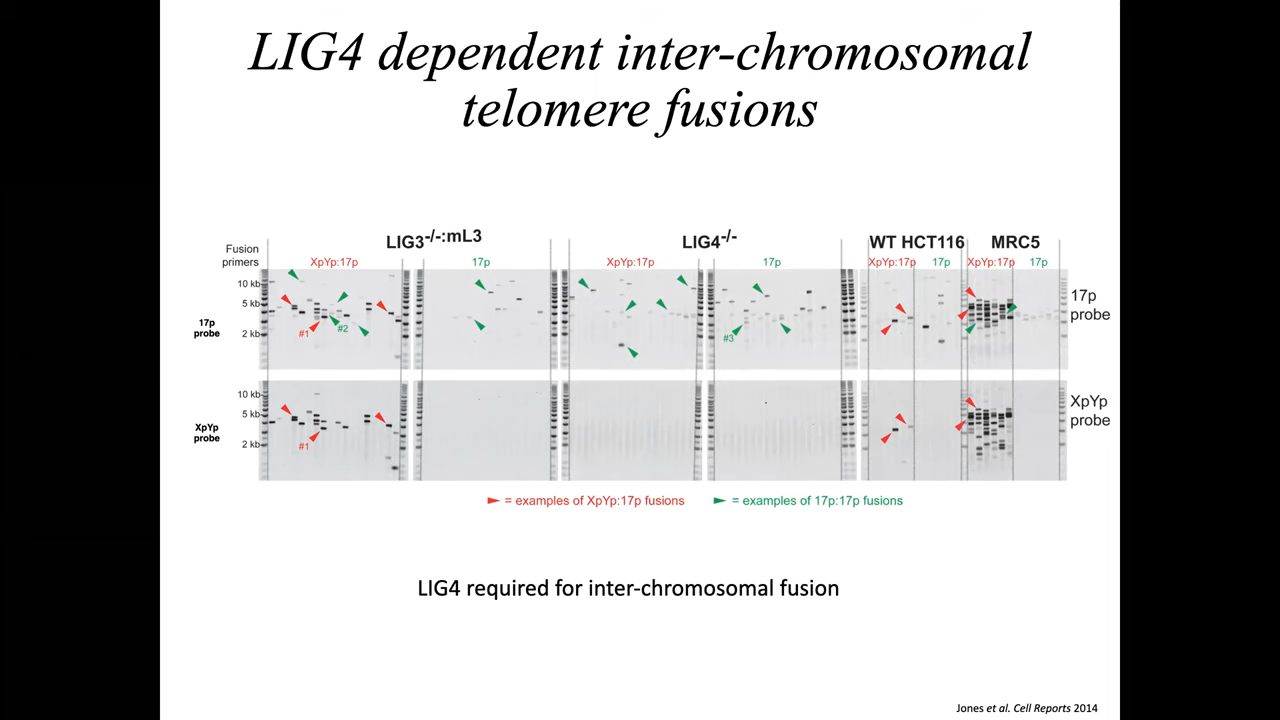 LIG4 dependent inter-chromosomal
telomere fusions
LIG3-/-:mL3
LIG4-/-
WT HCT116
MRC5
Fusion
primers
XpYp:17p
17p
XpYp:17p
17p
XpYp:17p
17p
XpYp:17p
17p
10 kb
5 kb
2 kb
17p
probe
#1
#2
#3
17p
probe
10 kb
5 kb
2 kb
XpYp
probe
#1
XpYp
probe
= examples of XpYp:17p fusions
= examples of 17p:17p fusions
LIG4 required for inter-chromosomal fusion
Jones et al. Cell Reports 2014